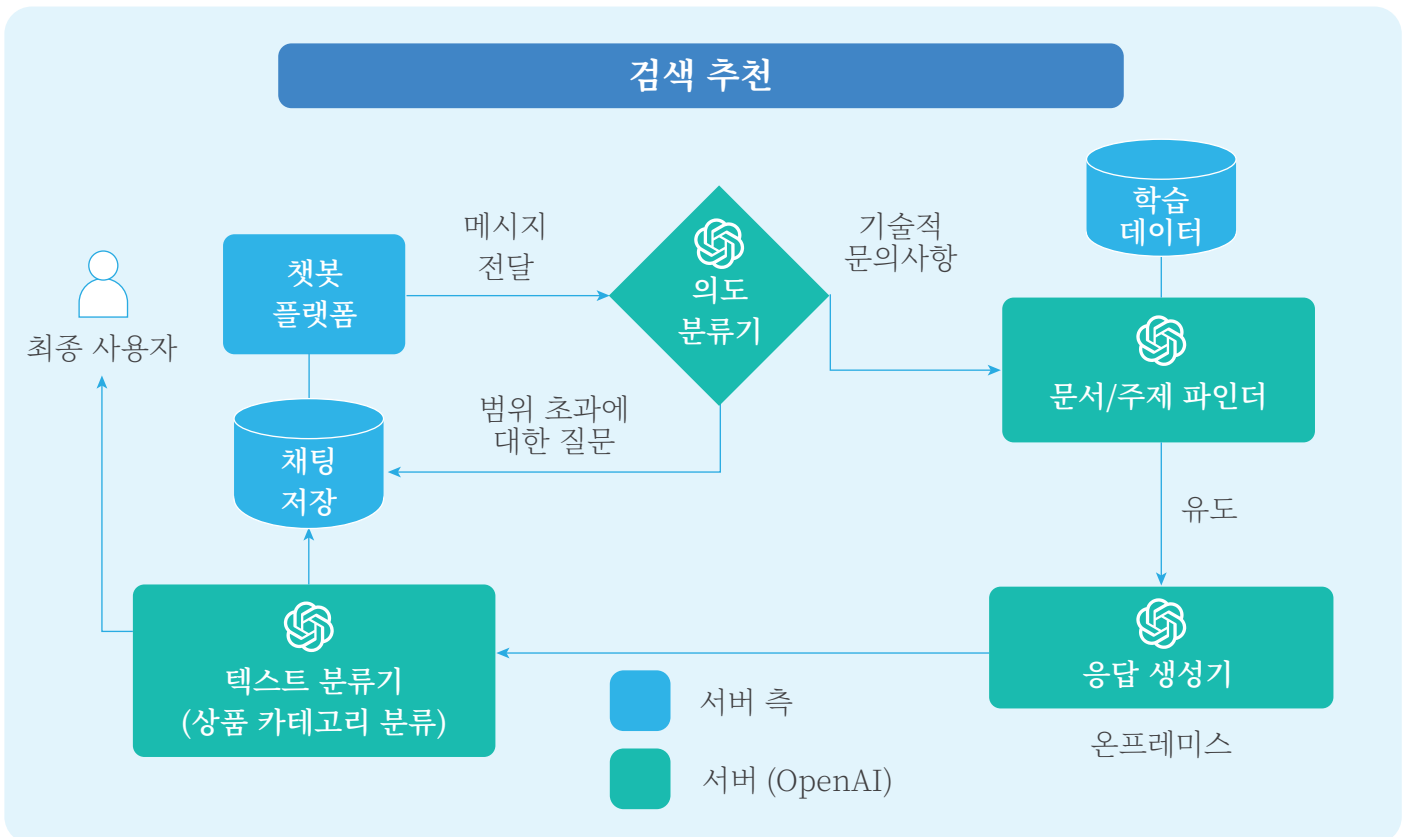 검색 추천
학습
데이터
메시지
전달
기술적
문의사항
챗봇
플랫폼
의도
분류기
최종 사용자
문서/주제 파인더
범위 초과에
대한 질문
채팅
저장
유도
텍스트 분류기
(상품 카테고리 분류)
응답 생성기
서버 측
온프레미스
서버 (OpenAI)